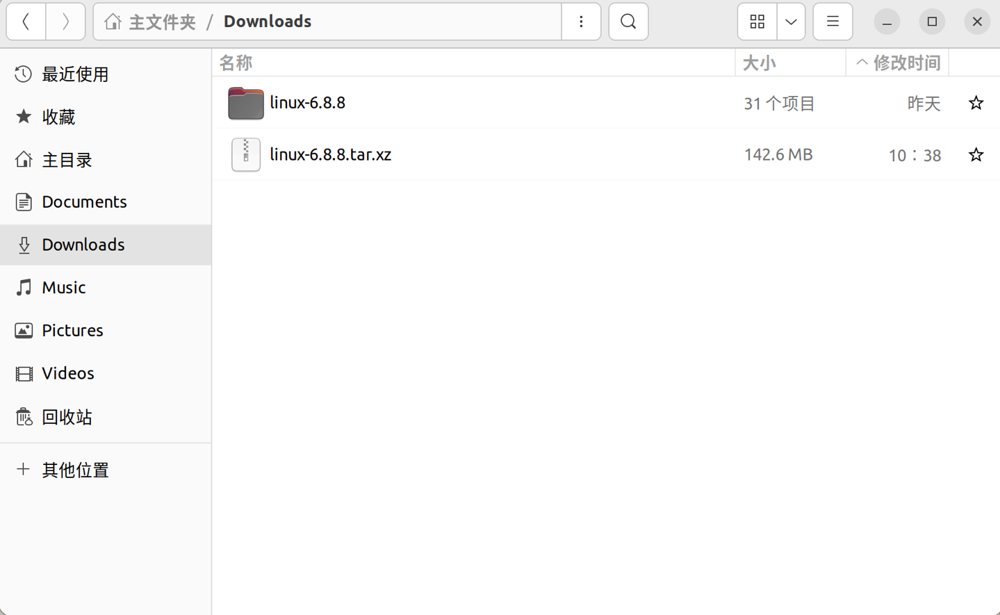 主文件夹 / Downloads
最近使用
收藏
主目录
Documents
Downloads
Music
Pictures
Videos
回收站
其他位置
名称 大小 修改时间
linux-6.8.8 31 个项目 昨天
linux-6.8.8.tar.xz 142.6 MB 10：38